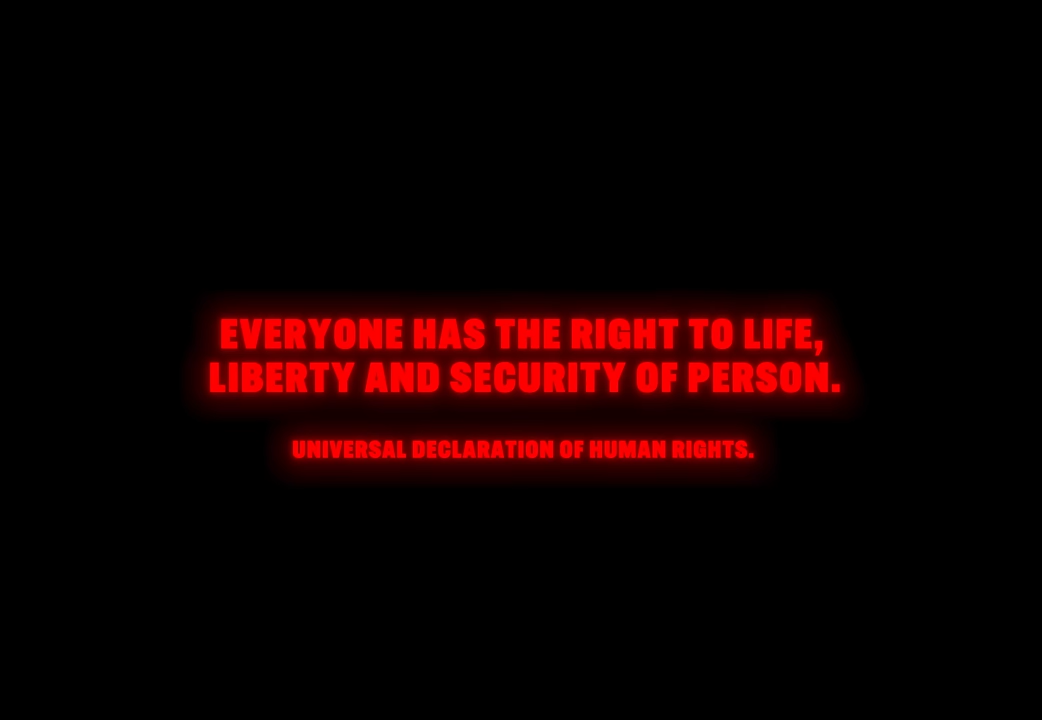 EVERYONE HAS THE RIGHT TO LIFE,
LIBERTY AND SECURITY OF PERSON.
UNIVERSAL DECLARATION OF HUMAN RIGHTS.